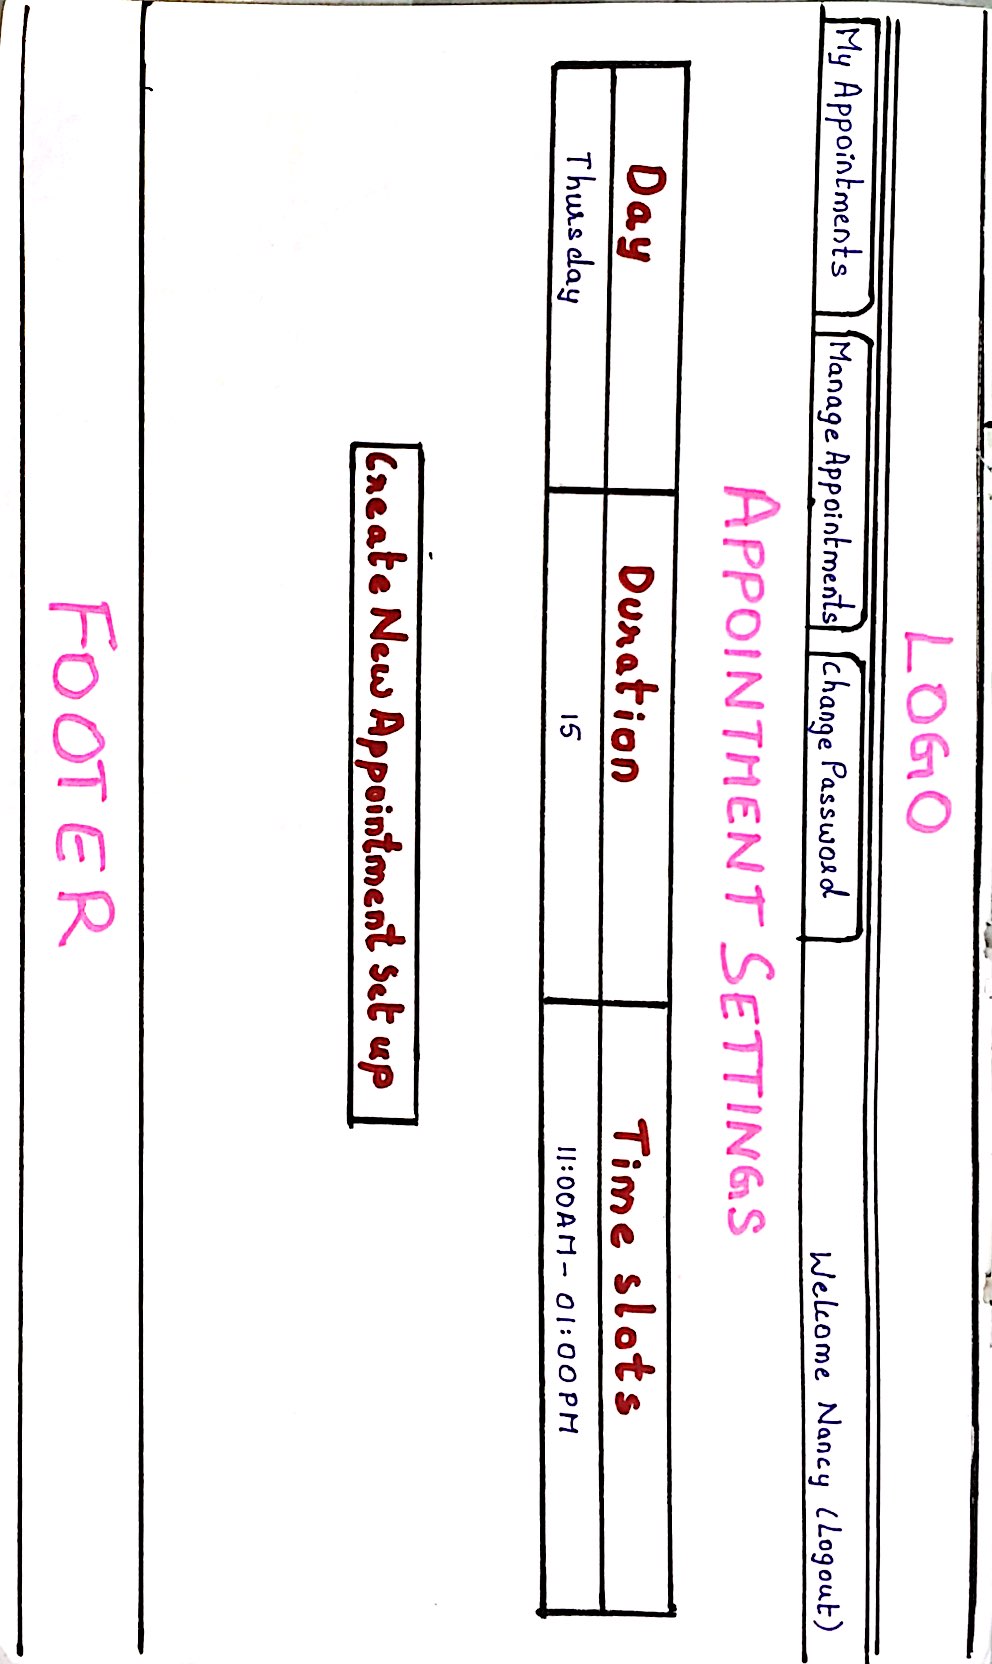 LOGO
My Appointments Manage Appointments Change Password Welcome Nancy (Logout)
APPOINTMENT SETTINGS
Day Duration Time slots
Thursday 15 11:00AM - 01:00PM
Create New Appointment Set up
FOOTER